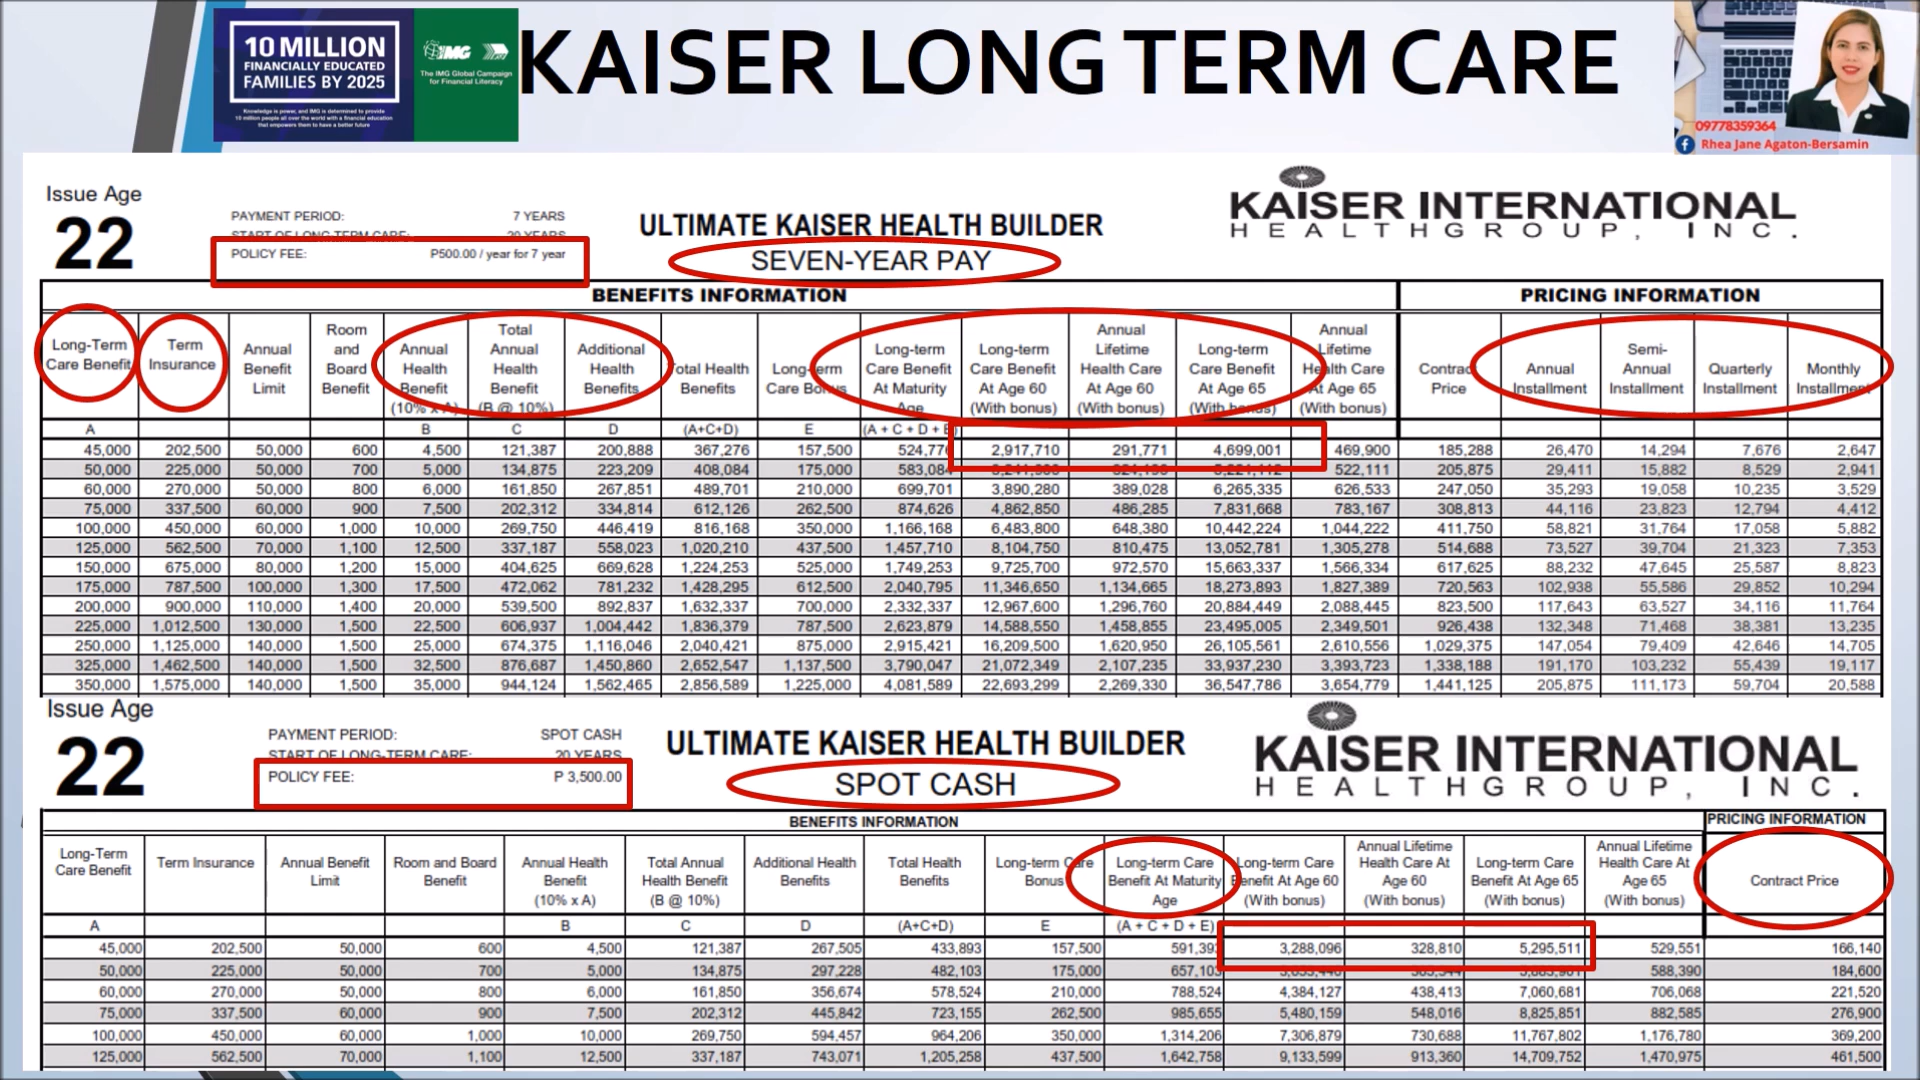 10 MILLION
FINANCIALLY EDUCATED
FAMILIES BY 2025
Knowledge is power, and IMG is determined to provide
10 million people all over the world with a financial education
that empowers them to have a better future
IMG
The IMG Global Campaign
for Financial Literacy
KAISER LONG TERM CARE
09778359364
Rhea Jane Agaton-Bersamin
Issue Age
22
PAYMENT PERIOD: 7 YEARS
START OF LONG-TERM CARE: 20 YEARS
POLICY FEE: P500.00 / year for 7 year
ULTIMATE KAISER HEALTH BUILDER
SEVEN-YEAR PAY
KAISER INTERNATIONAL
HEALTHGROUP, INC.
BENEFITS INFORMATION PRICING INFORMATION
Long-Term Care Benefit Term Insurance Annual Benefit Limit Room and Board Benefit Annual Health Benefit (10% x A) Total Annual Health Benefit (B @ 10%) Additional Health Benefits Total Health Benefits Long-term Care Bonus Long-term Care Benefit At Maturity Age Long-term Care Benefit At Age 60 (With bonus) Annual Lifetime Health Care At Age 60 (With bonus) Long-term Care Benefit At Age 65 (With bonus) Annual Lifetime Health Care At Age 65 (With bonus) Contract Price Annual Installment Semi-Annual Installment Quarterly Installment Monthly Installment
A B C D (A+C+D) E (A + C + D + E)
45,000 202,500 50,000 600 4,500 121,387 200,888 367,276 157,500 524,776 2,917,710 291,771 4,699,001 469,900 185,288 26,470 14,294 7,676 2,647
50,000 225,000 50,000 700 5,000 134,875 223,209 408,084 175,000 583,084 522,111 205,875 29,411 15,882 8,529 2,941
60,000 270,000 50,000 800 6,000 161,850 267,851 489,701 210,000 699,701 3,890,280 389,028 6,265,335 626,533 247,050 35,293 19,058 10,235 3,529
75,000 337,500 60,000 900 7,500 202,312 334,814 612,126 262,500 874,626 4,862,850 486,285 7,831,668 783,167 308,813 44,116 23,823 12,794 4,412
100,000 450,000 60,000 1,000 10,000 269,750 446,419 816,168 350,000 1,166,168 6,483,800 648,380 10,442,224 1,044,222 411,750 58,821 31,764 17,058 5,882
125,000 562,500 70,000 1,100 12,500 337,187 558,023 1,020,210 437,500 1,457,710 8,104,750 810,475 13,052,781 1,305,278 514,688 73,527 39,704 21,323 7,353
150,000 675,000 80,000 1,200 15,000 404,625 669,628 1,224,253 525,000 1,749,253 9,725,700 972,570 15,663,337 1,566,334 617,625 88,232 47,645 25,587 8,823
175,000 787,500 100,000 1,300 17,500 472,062 781,232 1,428,295 612,500 2,040,795 11,346,650 1,134,665 18,273,893 1,827,389 720,563 102,938 55,586 29,852 10,294
200,000 900,000 110,000 1,400 20,000 539,500 892,837 1,632,337 700,000 2,332,337 12,967,600 1,296,760 20,884,449 2,088,445 823,500 117,643 63,527 34,116 11,764
225,000 1,012,500 130,000 1,500 22,500 606,937 1,004,442 1,836,379 787,500 2,623,879 14,588,550 1,458,855 23,495,005 2,349,501 926,438 132,348 71,468 38,381 13,235
250,000 1,125,000 140,000 1,500 25,000 674,375 1,116,046 2,040,421 875,000 2,915,421 16,209,500 1,620,950 26,105,561 2,610,556 1,029,375 147,054 79,409 42,646 14,705
325,000 1,462,500 140,000 1,500 32,500 876,687 1,450,860 2,652,547 1,137,500 3,790,047 21,072,349 2,107,235 33,937,230 3,393,723 1,338,188 191,170 103,232 55,439 19,117
350,000 1,575,000 140,000 1,500 35,000 944,124 1,562,465 2,856,589 1,225,000 4,081,589 22,693,299 2,269,330 36,547,786 3,654,779 1,441,125 205,875 111,173 59,704 20,588
Issue Age
22
PAYMENT PERIOD: SPOT CASH
START OF LONG-TERM CARE: 20 YEARS
POLICY FEE: P 3,500.00
ULTIMATE KAISER HEALTH BUILDER
SPOT CASH
KAISER INTERNATIONAL
HEALTHGROUP, INC.
BENEFITS INFORMATION PRICING INFORMATION
Long-Term Care Benefit Term Insurance Annual Benefit Limit Room and Board Benefit Annual Health Benefit (10% x A) Total Annual Health Benefit (B @ 10%) Additional Health Benefits Total Health Benefits Long-term Care Bonus Long-term Care Benefit At Maturity Age Long-term Care Benefit At Age 60 (With bonus) Annual Lifetime Health Care At Age 60 (With bonus) Long-term Care Benefit At Age 65 (With bonus) Annual Lifetime Health Care At Age 65 (With bonus) Contract Price
A B C D (A+C+D) E (A + C + D + E)
45,000 202,500 50,000 600 4,500 121,387 267,505 433,893 157,500 591,393 3,288,096 328,810 5,295,511 529,551 166,140
50,000 225,000 50,000 700 5,000 134,875 297,228 482,103 175,000 657,103 588,390 184,600
60,000 270,000 50,000 800 6,000 161,850 356,674 578,524 210,000 788,524 4,384,127 438,413 7,060,681 706,068 221,520
75,000 337,500 60,000 900 7,500 202,312 445,842 723,155 262,500 985,655 5,480,159 548,016 8,825,851 882,585 276,900
100,000 450,000 60,000 1,000 10,000 269,750 594,457 964,206 350,000 1,314,206 7,306,879 730,688 11,767,802 1,176,780 369,200
125,000 562,500 70,000 1,100 12,500 337,187 743,071 1,205,258 437,500 1,642,758 9,133,599 913,360 14,709,752 1,470,975 461,500